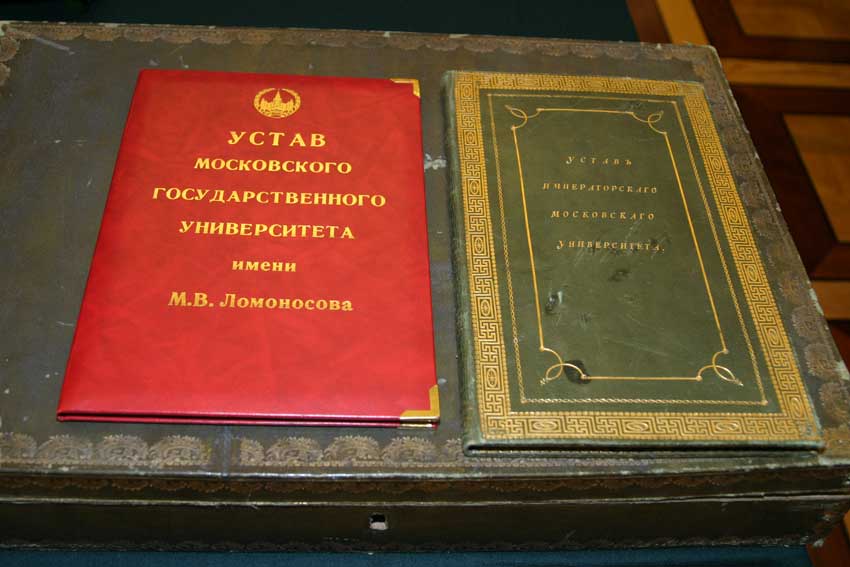 УСТАВ
МОСКОВСКОГО
ГОСУДАРСТВЕННОГО
УНИВЕРСИТЕТА
имени
М.В. Ломоносова
УСТАВЪ
ИМПЕРАТОРСКАГО
МОСКОВСКАГО
УНИВЕРСИТЕТА.